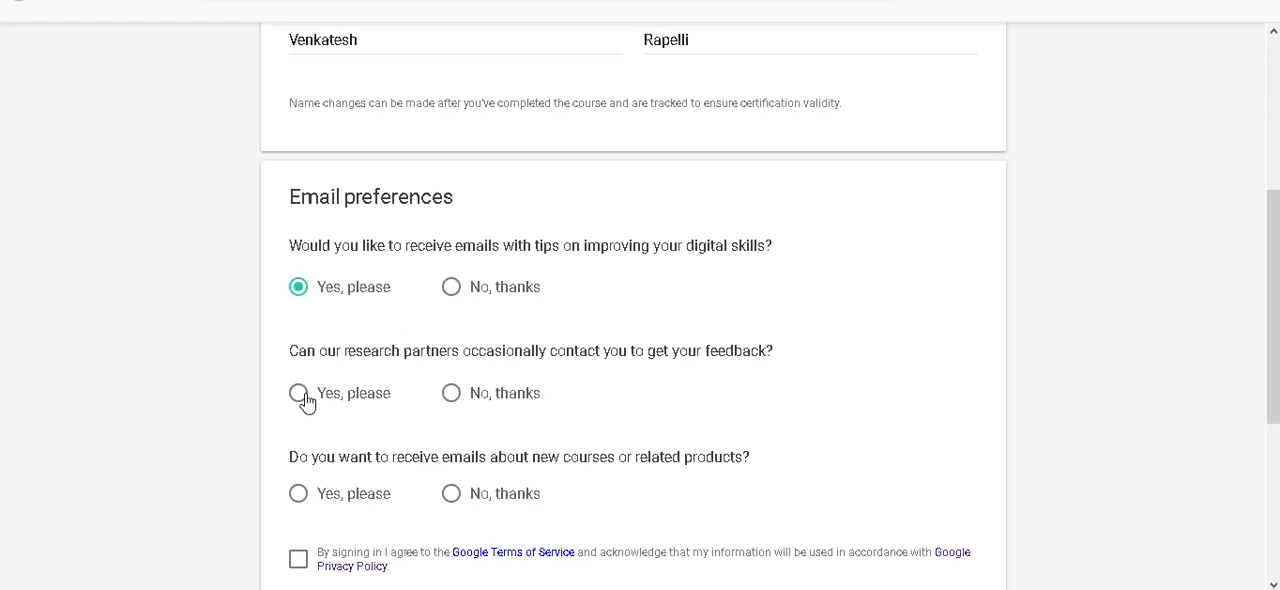 Venkatesh Rapelli
Name changes can be made after you've completed the course and are tracked to ensure certification validity.
Email preferences
Would you like to receive emails with tips on improving your digital skills?
Yes, please No, thanks
Can our research partners occasionally contact you to get your feedback?
Yes, please No, thanks
Do you want to receive emails about new courses or related products?
Yes, please No, thanks
By signing in I agree to the Google Terms of Service and acknowledge that my information will be used in accordance with Google
Privacy Policy.